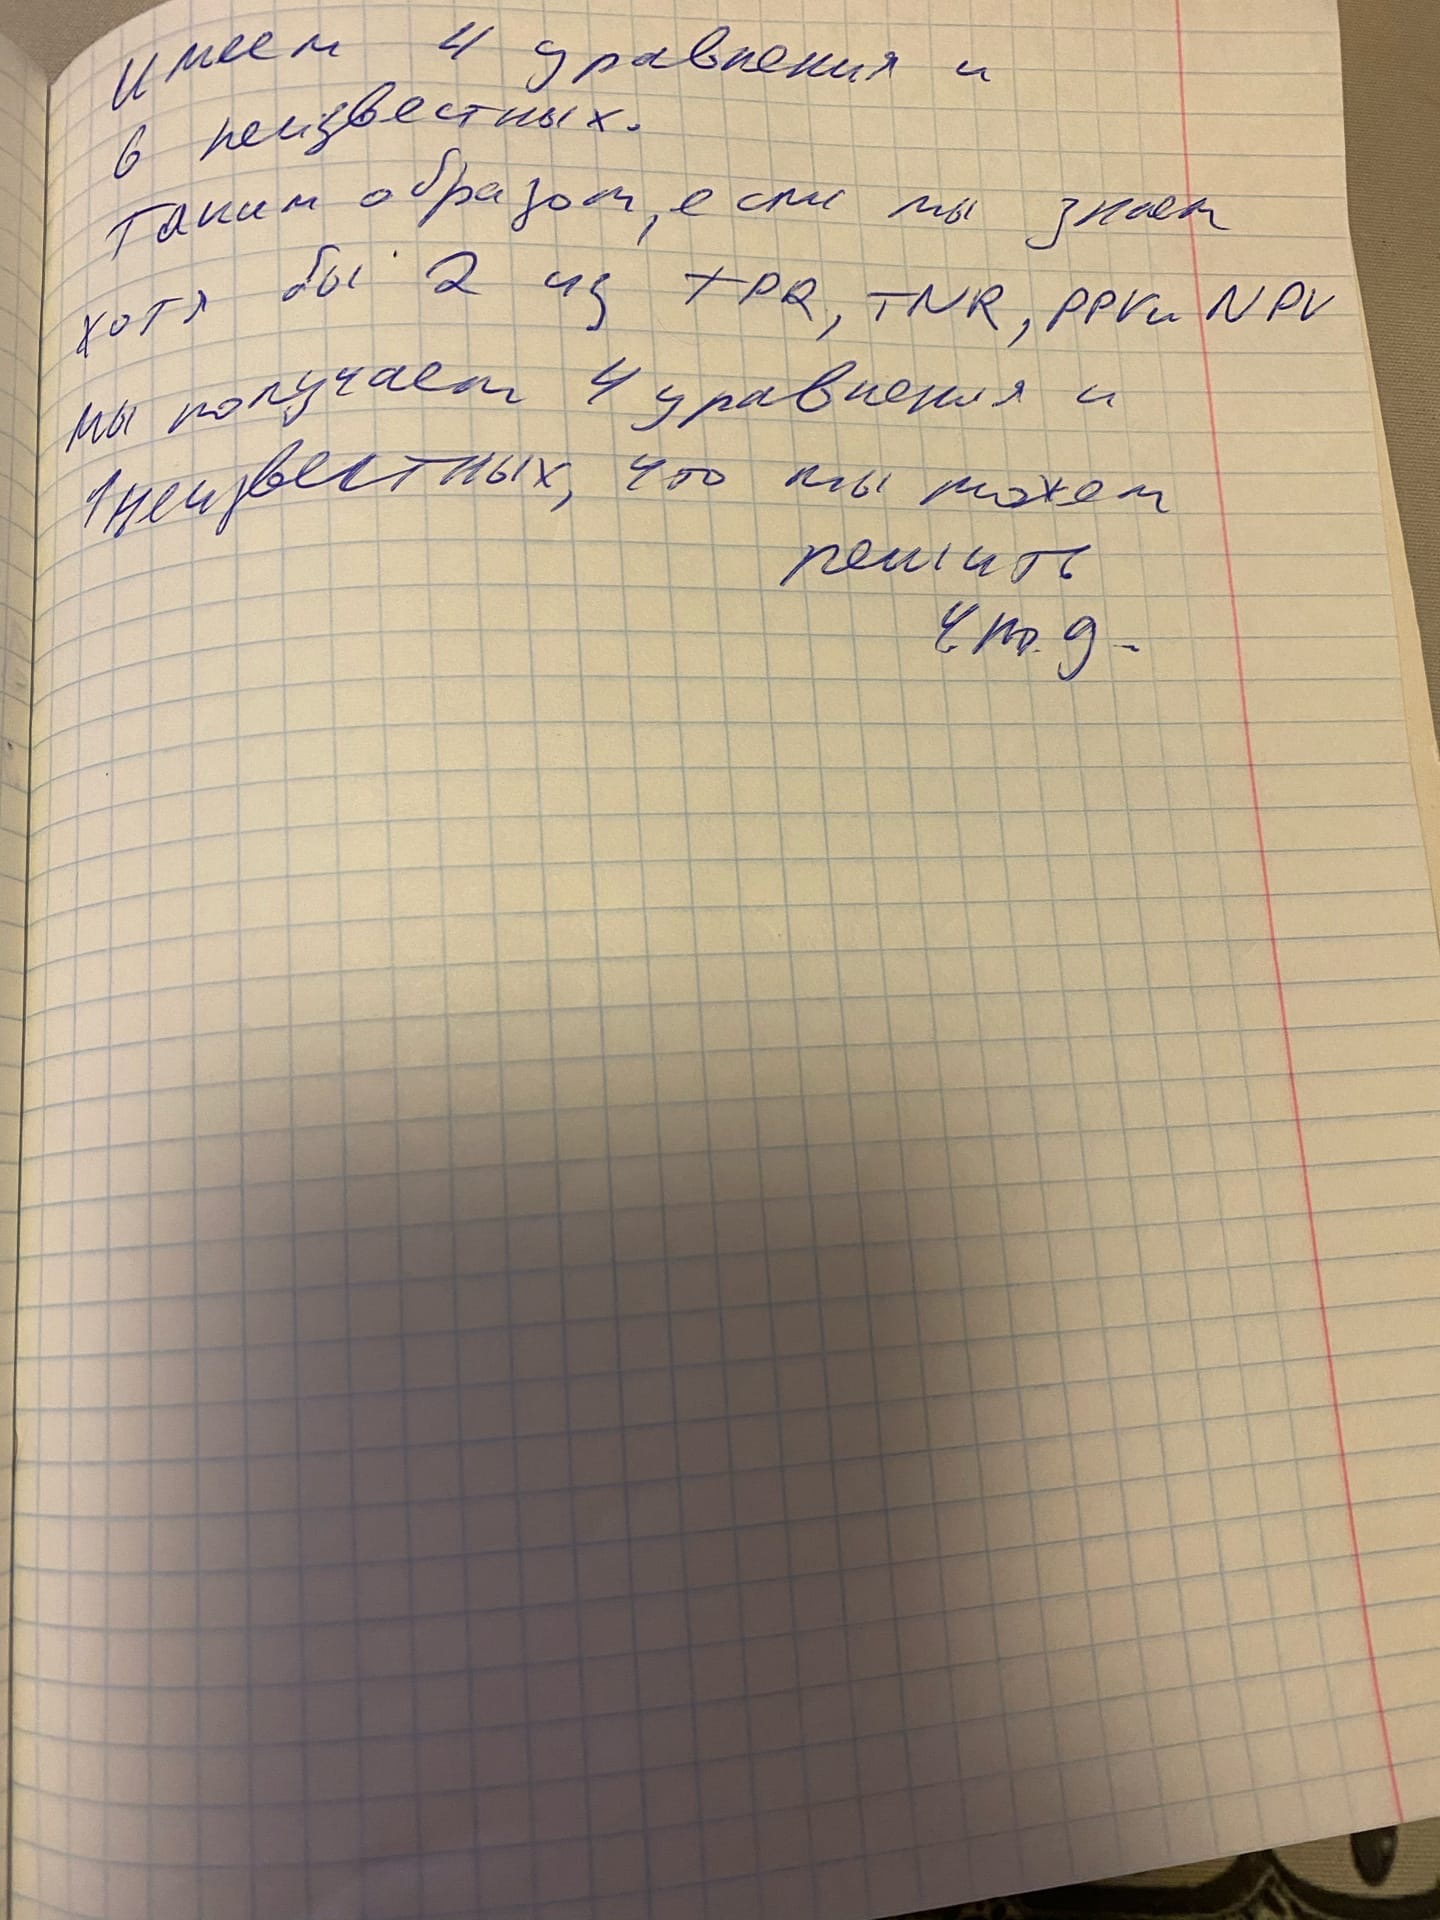 Имеем 4 уравнения и
6 неизвестных.
Таким образом, если мы знаем
хотя бы 2 из TPR, TNR, PPV и NPV
мы получаем 4 уравнения и
4 неизвестных, что мы можем
решить
ч.т.д.